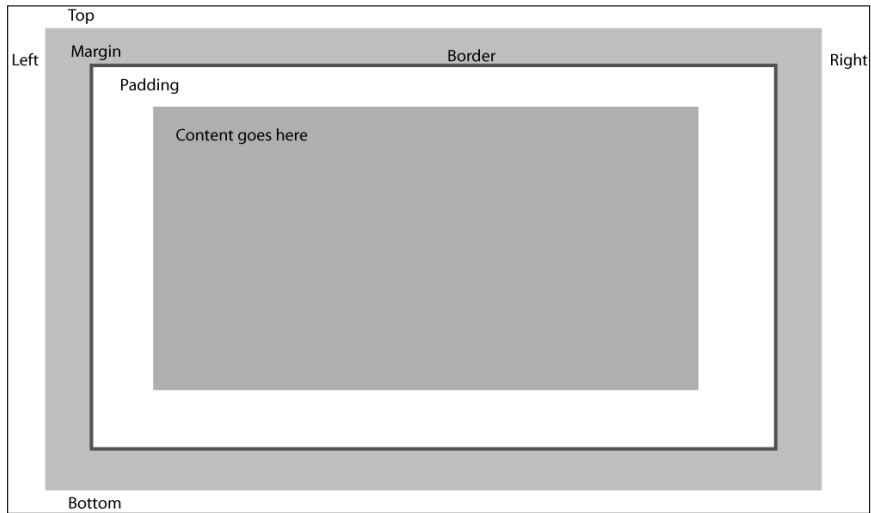 Top
Left
Margin
Border
Right
Padding
Content goes here
Bottom